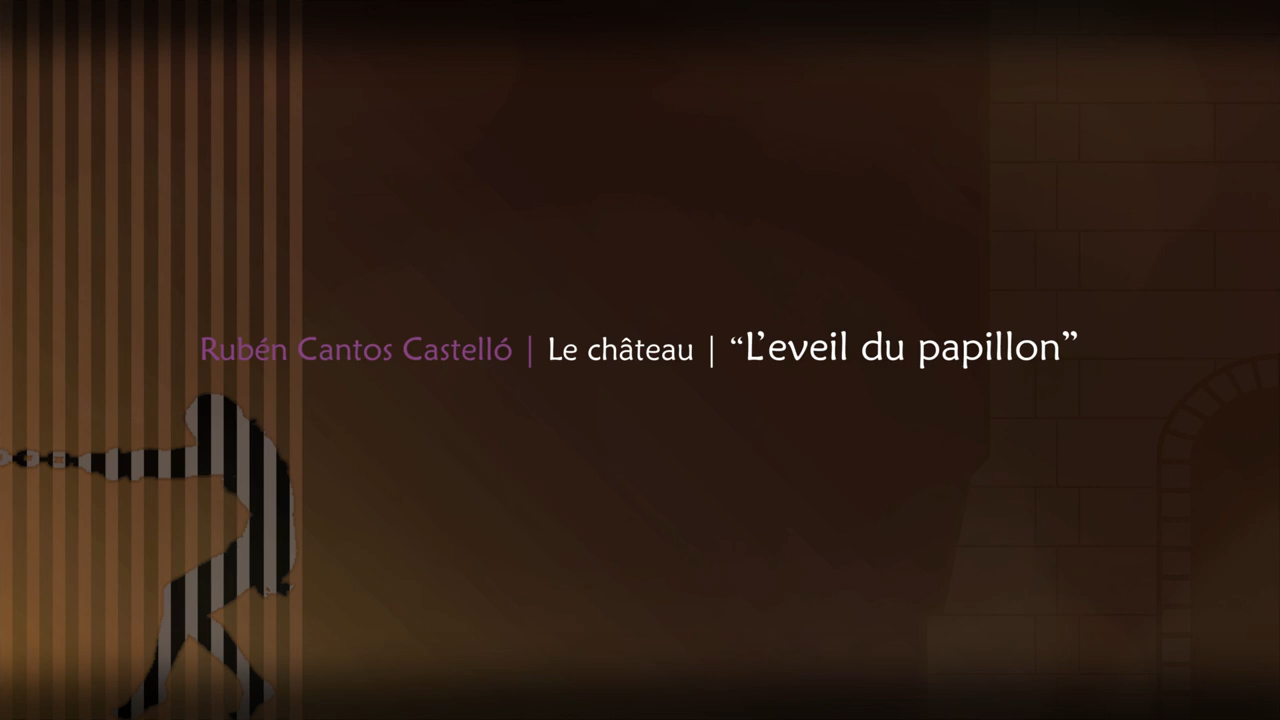 Rubén Cantos Castelló | Le château | “L’eveil du papillon”